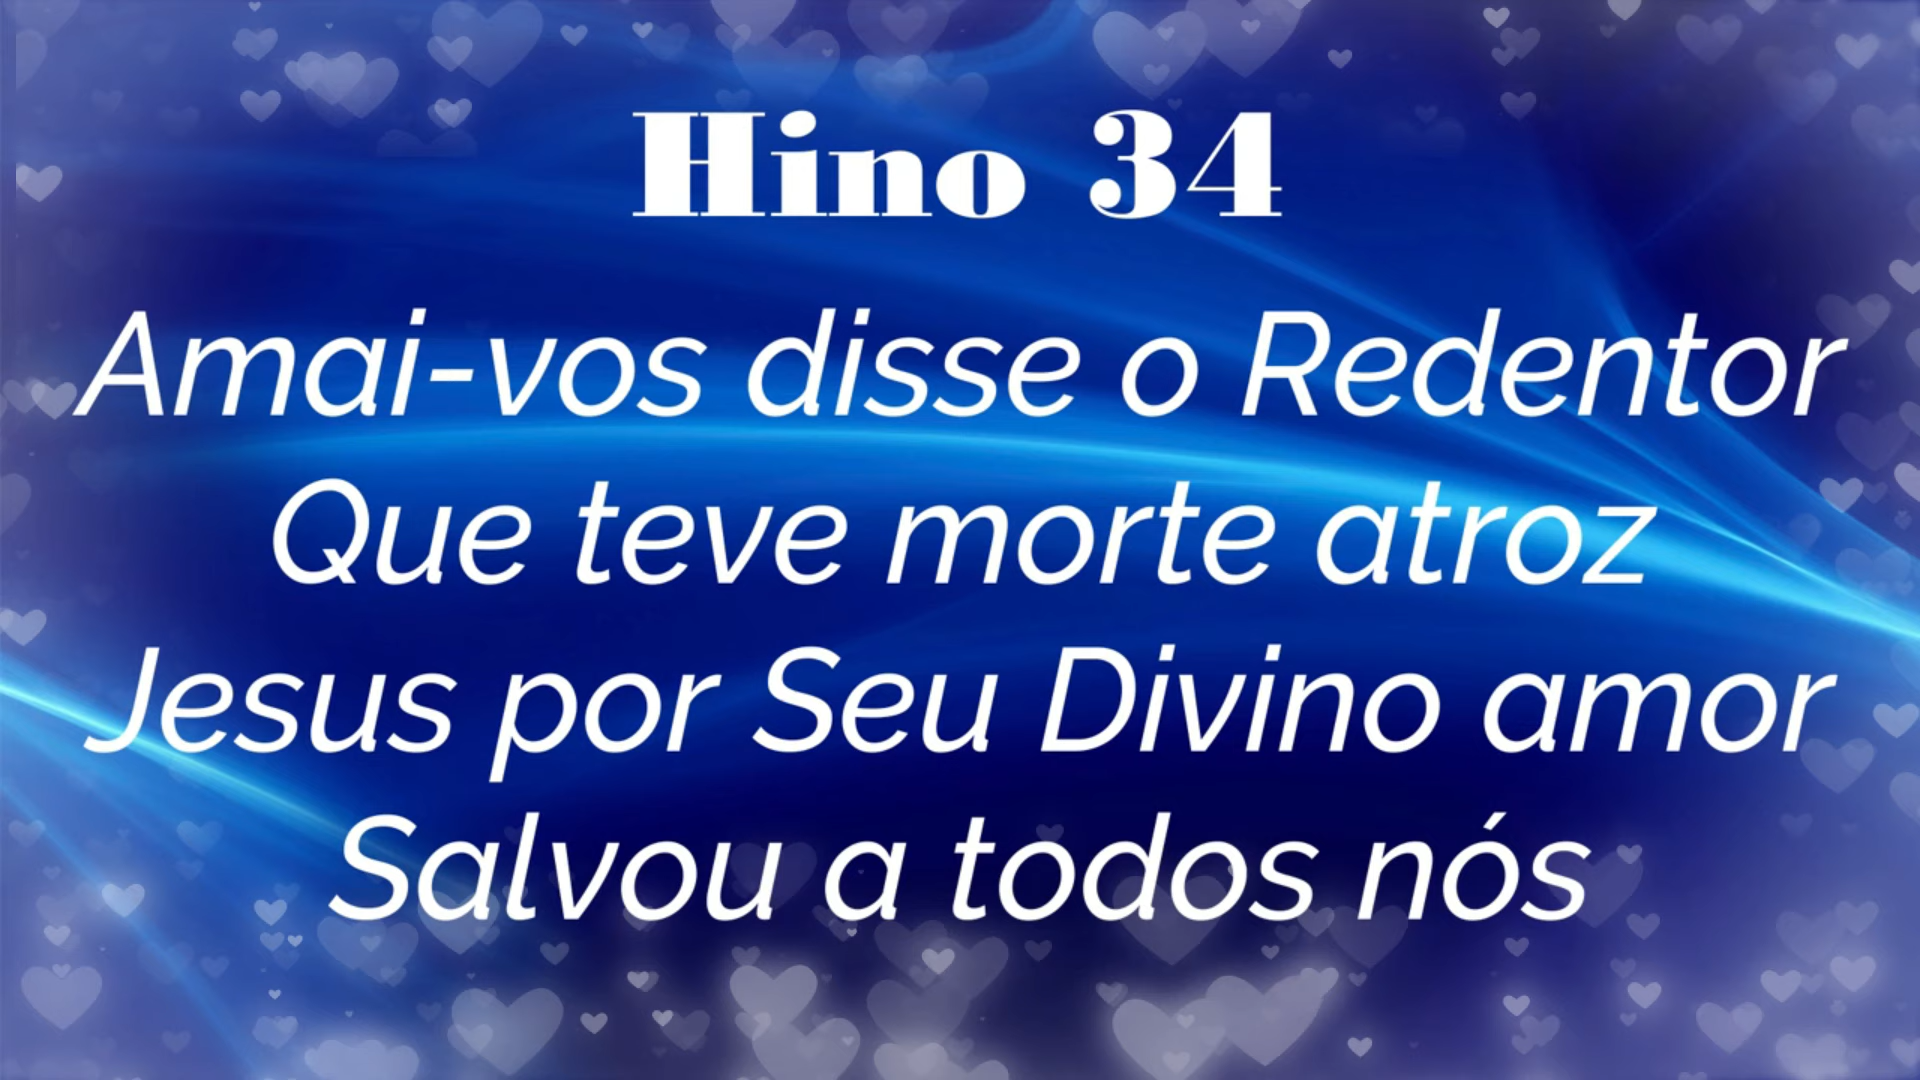 Hino 34
Amai-vos disse o Redentor
Que teve morte atroz
Jesus por Seu Divino amor
Salvou a todos nós